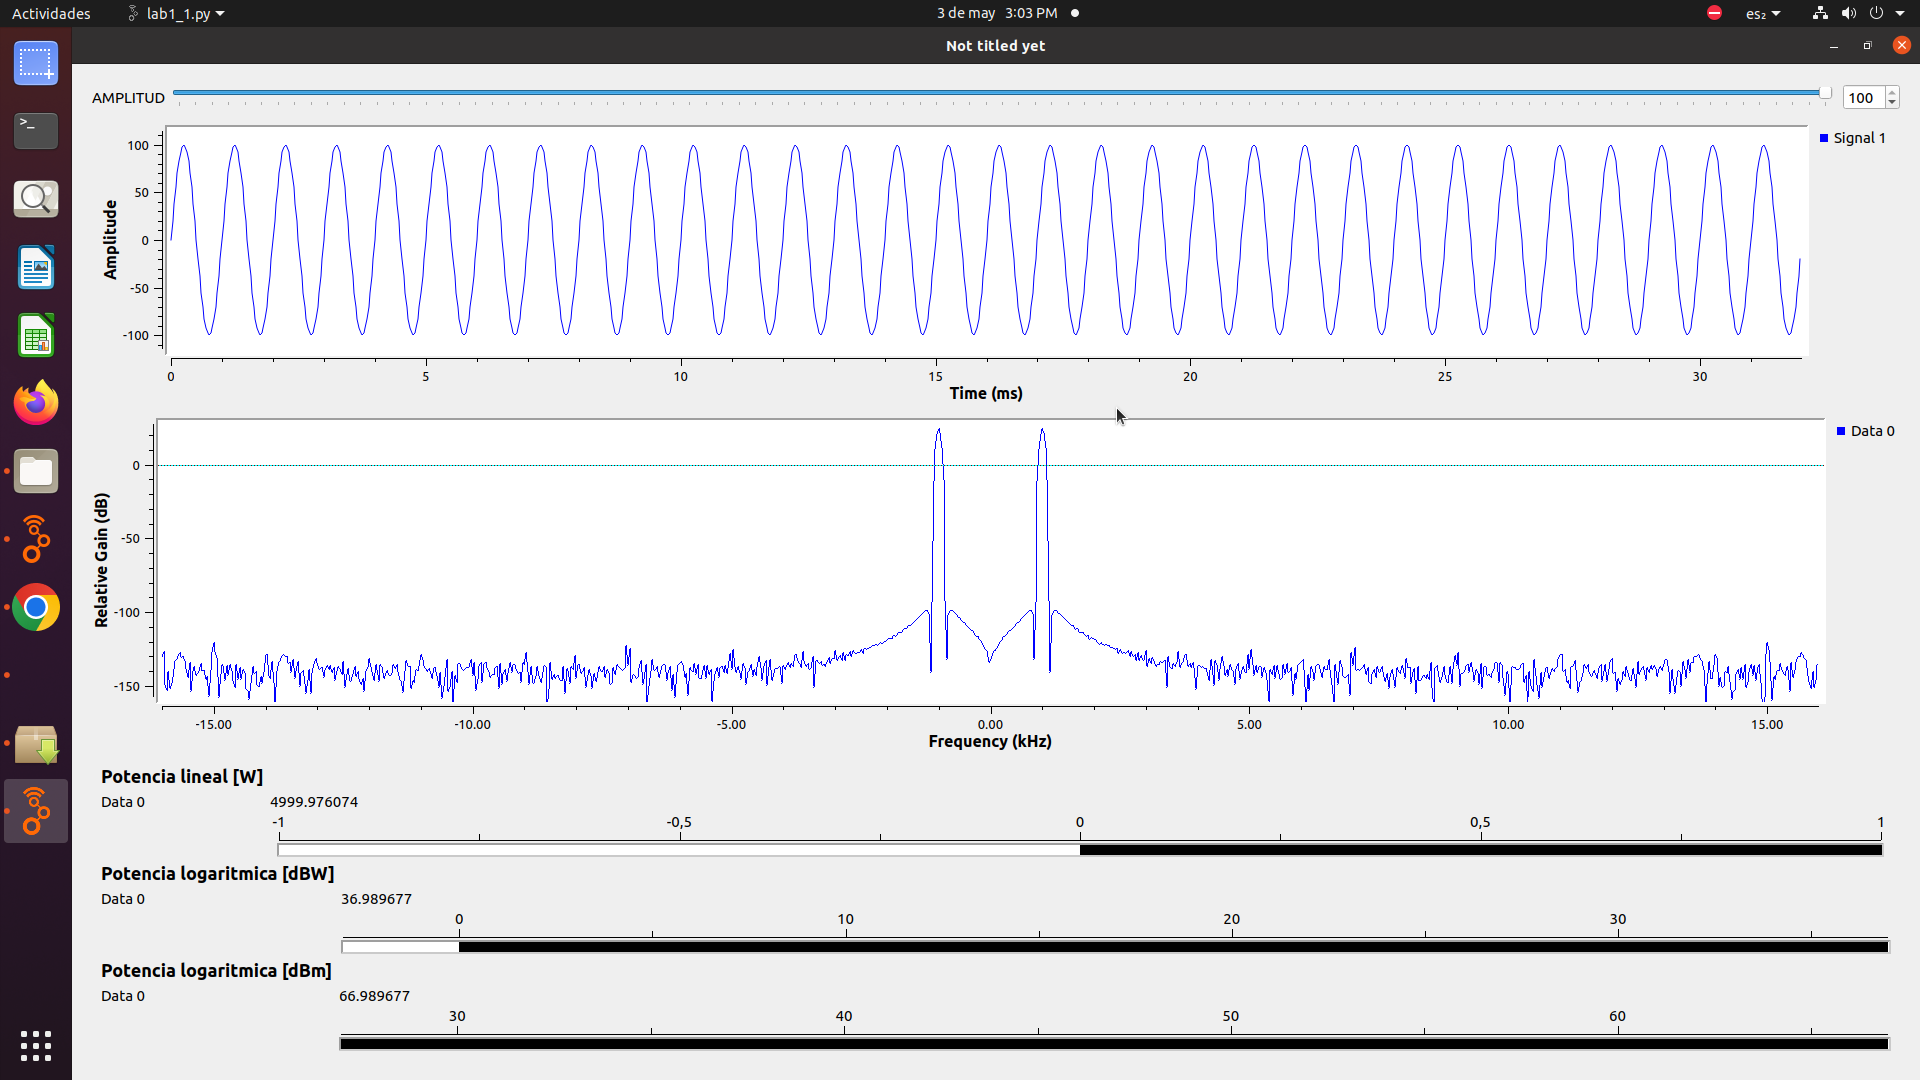 Actividades lab1_1.py 3 de may 3:03 PM es₂
Not titled yet
AMPLITUD 100
Signal 1
Amplitude
100
50
0
-50
-100
0 5 10 15 20 25 30
Time (ms)
Data 0
Relative Gain (dB)
0
-50
-100
-150
-15.00 -10.00 -5.00 0.00 5.00 10.00 15.00
Frequency (kHz)
Potencia lineal [W]
Data 0 4999.976074
-1 -0,5 0 0,5 1
Potencia logaritmica [dBW]
Data 0 36.989677
0 10 20 30
Potencia logaritmica [dBm]
Data 0 66.989677
30 40 50 60